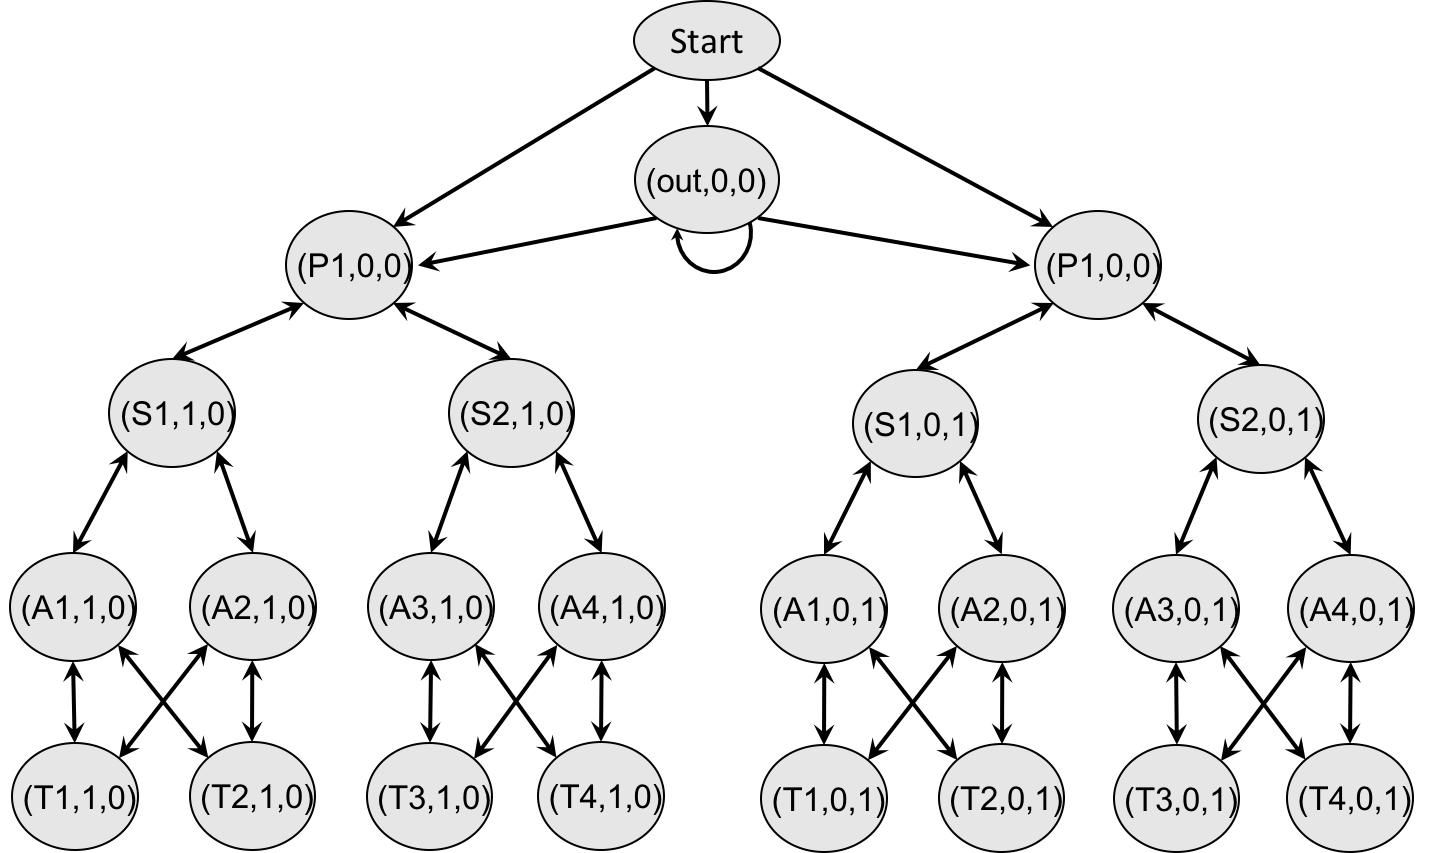 Start
(out,0,0)
(P1,0,0)
(P1,0,0)
(S1,1,0)
(S2,1,0)
(S1,0,1)
(S2,0,1)
(A1,1,0)
(A2,1,0)
(A3,1,0)
(A4,1,0)
(A1,0,1)
(A2,0,1)
(A3,0,1)
(A4,0,1)
(T1,1,0)
(T2,1,0)
(T3,1,0)
(T4,1,0)
(T1,0,1)
(T2,0,1)
(T3,0,1)
(T4,0,1)